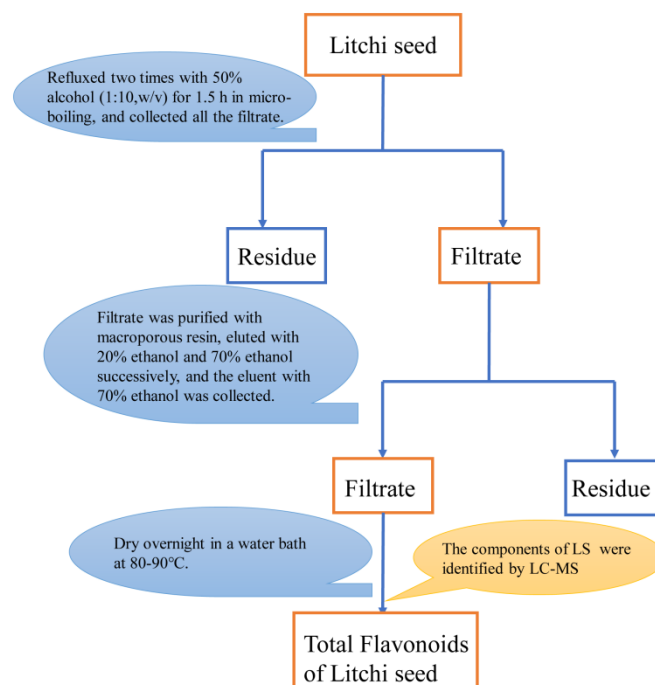 Litchi seed
Refluxed two times with 50%
alcohol (1:10,w/v) for 1.5 h in micro-
boiling, and collected all the filtrate.
Residue
Filtrate
Filtrate was purified with
macroporous resin, eluted with
20% ethanol and 70% ethanol
successively, and the eluent with
70% ethanol was collected.
Filtrate
Residue
Dry overnight in a water bath
at 80-90℃.
The components of LS were
identified by LC-MS
Total Flavonoids
of Litchi seed